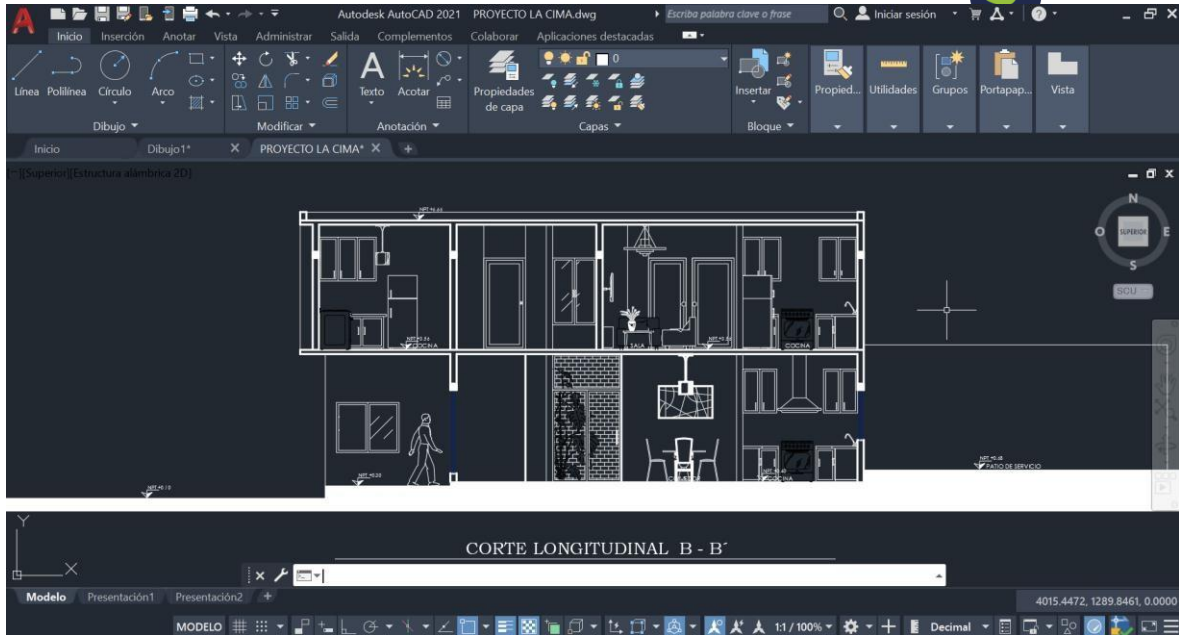 Autodesk AutoCAD 2021 PROYECTO LA CIMA.dwg Escriba palabra clave o frase Iniciar sesión
Inicio Inserción Anotar Vista Administrar Salida Complementos Colaborar Aplicaciones destacadas
0
Línea Polilínea Círculo Arco Texto Acotar Propiedades de capa Insertar Propied... Utilidades Grupos Portapap... Vista
Dibujo Modificar Anotación Capas Bloque
Inicio Dibujo1* PROYECTO LA CIMA*
[−][Superior][Estructura alámbrica 2D]
N
O SUPERIOR E
S
SCU
COCINA SALA COCINA
COCINA
PATIO DE SERVICIO
Y
CORTE LONGITUDINAL B - B´
X
Modelo Presentación1 Presentación2
4015.4472, 1289.8461, 0.0000
MODELO 1:1 / 100% Decimal